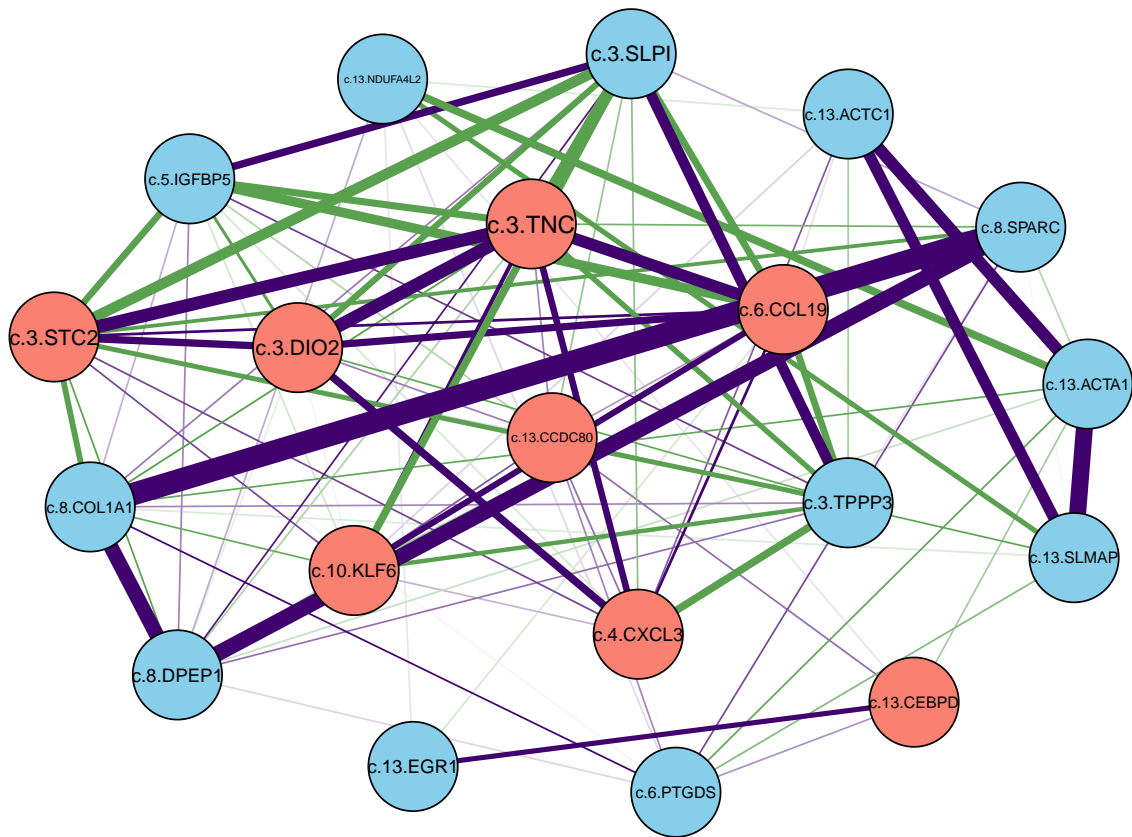 c.3.SLPI
c.13.NDUFA4L2
c.13.ACTC1
c.5.IGFBP5
c.3.TNC
c.8.SPARC
c.6.CCL19
c.3.STC2
c.3.DIO2
c.13.ACTA1
c.13.CCDC80
c.8.COL1A1
c.3.TPPP3
c.13.SLMAP
c.10.KLF6
c.4.CXCL3
c.8.DPEP1
c.13.CEBPD
c.13.EGR1
c.6.PTGDS